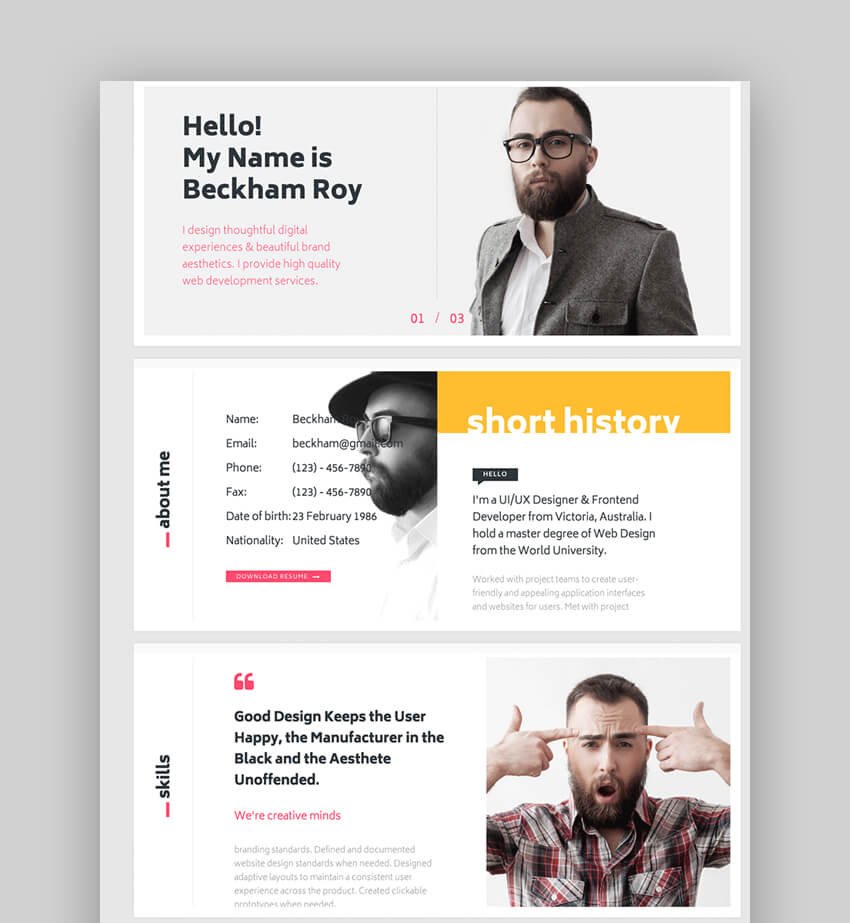 Hello!
My Name is
Beckham Roy
I design thoughtful digital
experiences & beautiful brand
aesthetics. I provide high quality
web development services.
01 / 03
about me
Name: Beckham Roy
Email: beckham@gmail.com
Phone: (123) - 456-7890
Fax: (123) - 456-7890
Date of birth: 23 February 1986
Nationality: United States
DOWNLOAD RESUME
short history
HELLO
I'm a UI/UX Designer & Frontend
Developer from Victoria, Australia. I
hold a master degree of Web Design
from the World University.
Worked with project teams to create user-
friendly and appealing application interfaces
and websites for users. Met with project
skills
Good Design Keeps the User
Happy, the Manufacturer in the
Black and the Aesthete
Unoffended.
We're creative minds
branding standards. Defined and documented
website design standards when needed. Designed
adaptive layouts to maintain a consistent user
experience across the product. Created clickable
prototypes when needed.